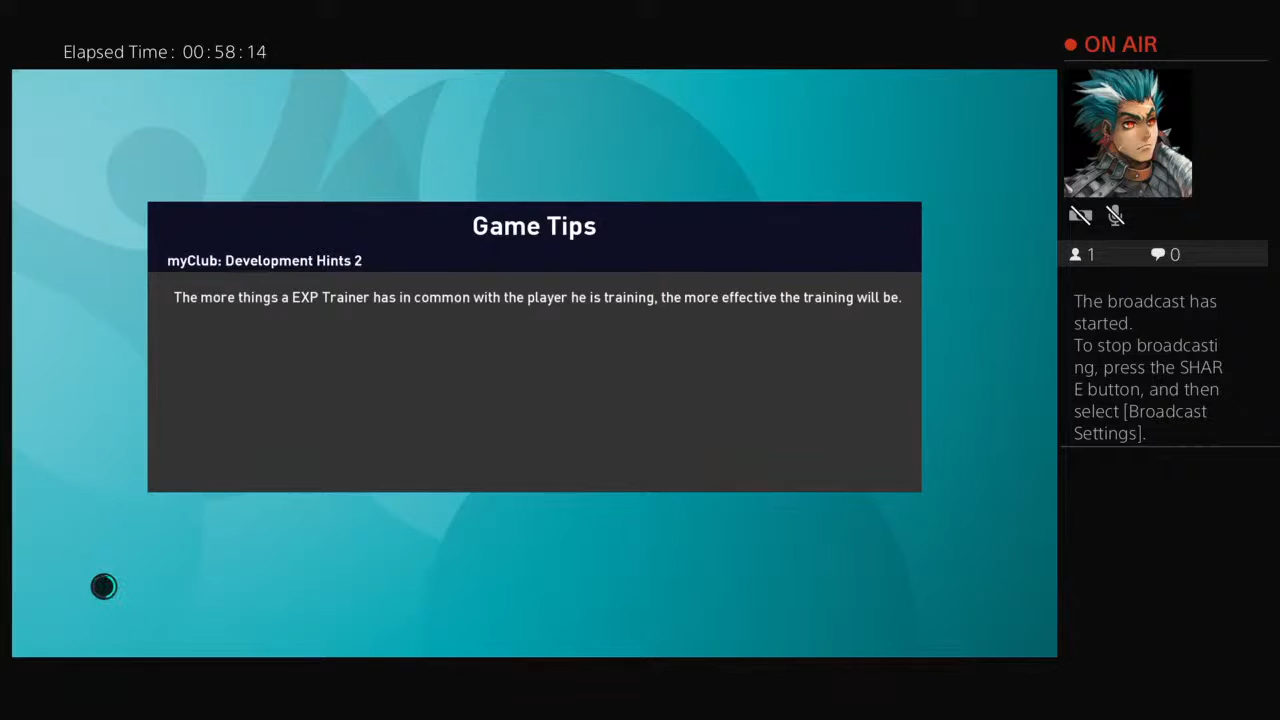 Elapsed Time: 00:58:14
ON AIR
Game Tips
myClub: Development Hints 2
The more things a EXP Trainer has in common with the player he is training, the more effective the training will be.
1
0
The broadcast has
started.
To stop broadcasti
ng, press the SHAR
E button, and then
select [Broadcast
Settings].